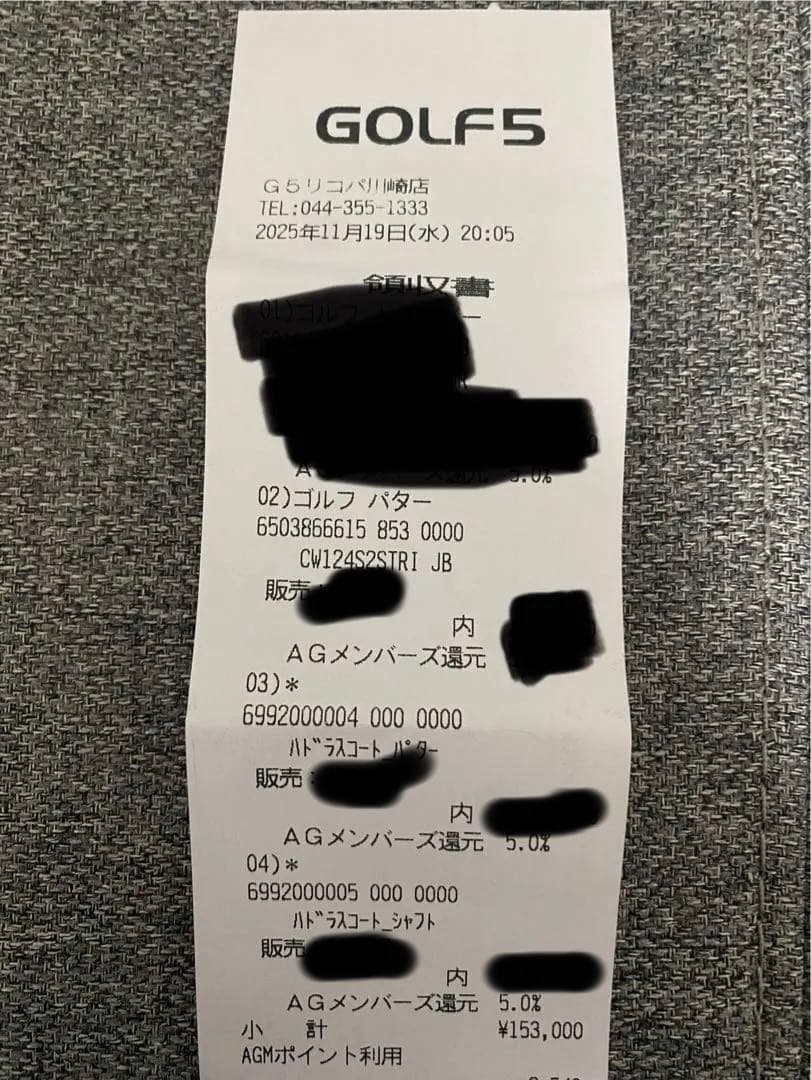 GOLF5
G5リコパ川崎店
TEL:044-355-1333
2025年11月19日(水) 20:05
領収書
01)ゴルフ
5.0%
02)ゴルフ パター
6503866615 853 0000
CW124S2STRI JB
販売
内
AGメンバーズ還元
03)*
6992000004 000 0000
ﾊﾄﾞﾗｽｺｰﾄ_ﾊﾟﾀｰ
販売:
内
AGメンバーズ還元 5.0%
04)*
6992000005 000 0000
ﾊﾄﾞﾗｽｺｰﾄ_ｼｬﾌﾄ
販売
内
AGメンバーズ還元 5.0%
小 計 ¥153,000
AGMポイント利用